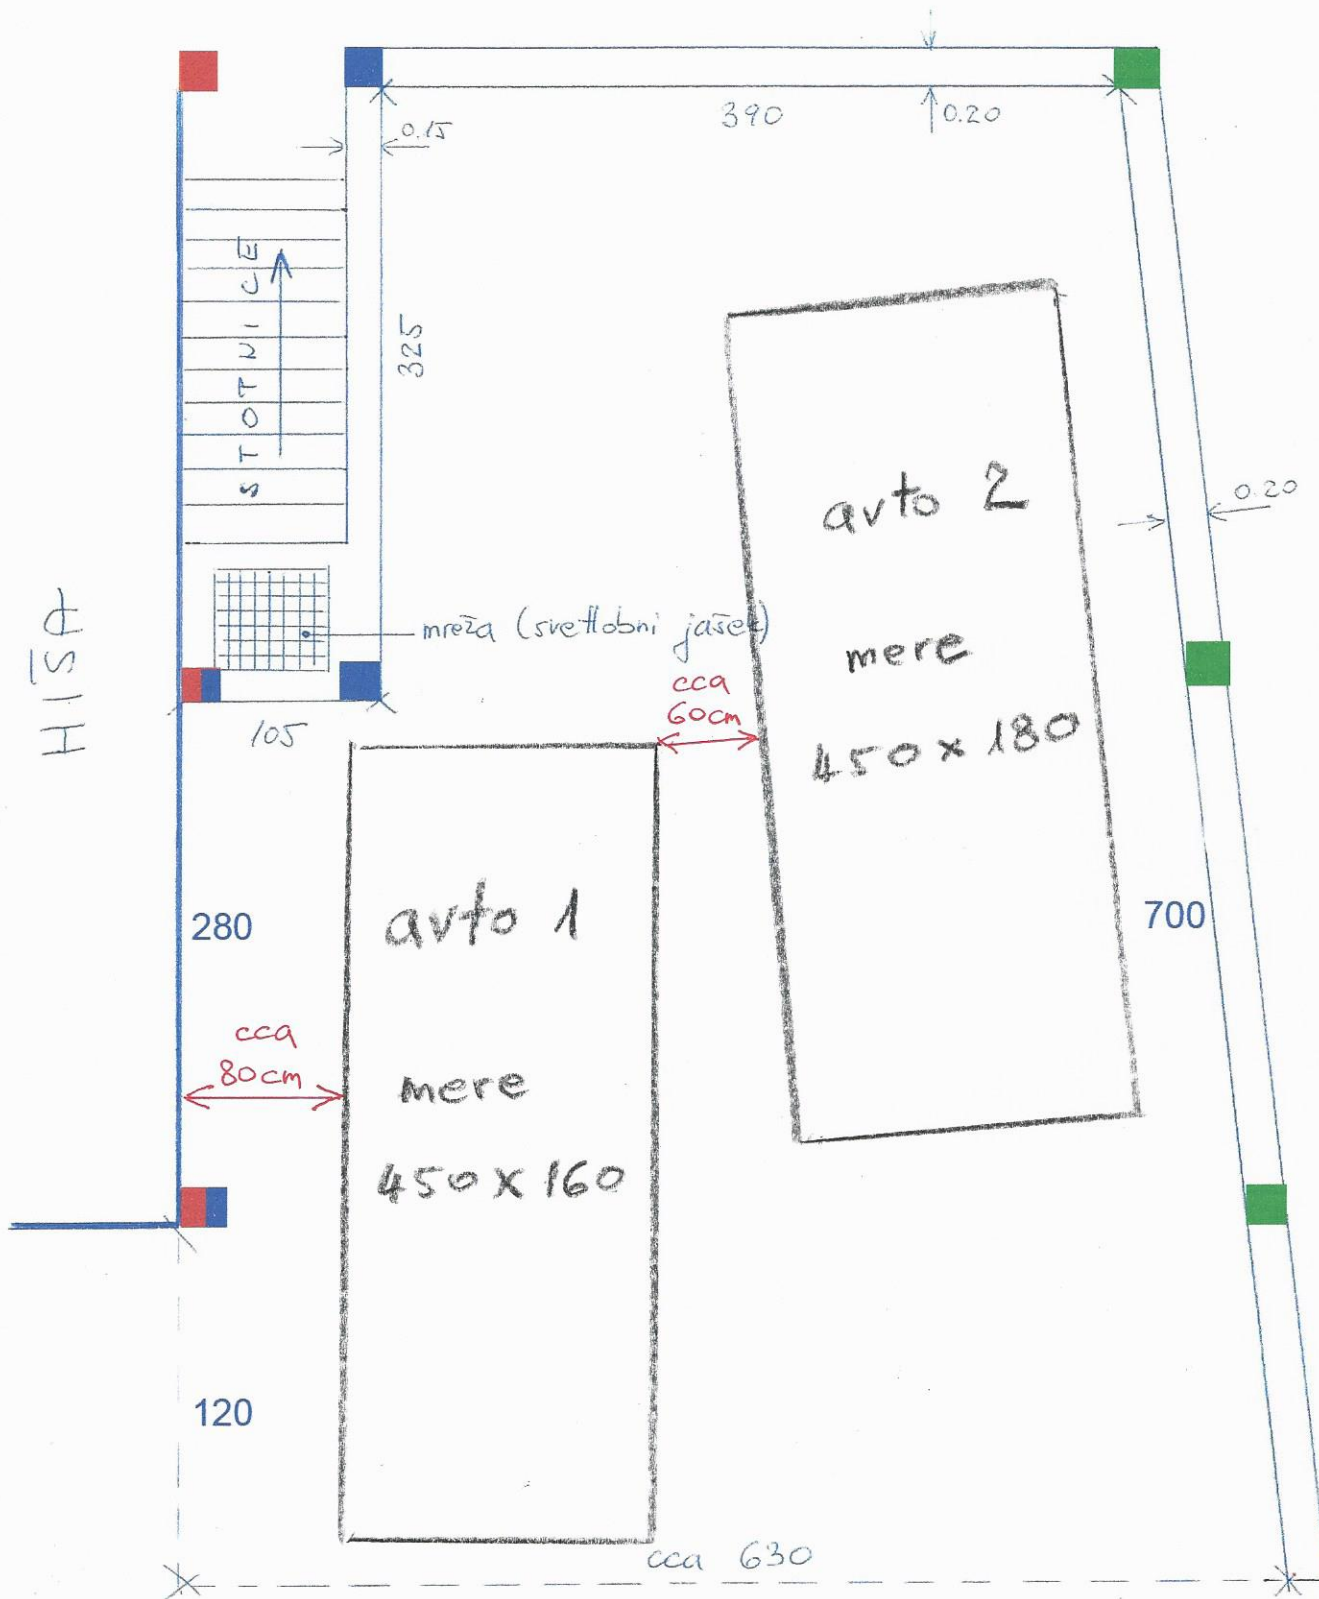 390
0.20
0.15
STOTNICE
325
avto 2
0.20
mreža (svetlobni jašek)
mere
HIŠA
cca
60cm
105
450 x 180
avto 1
280
700
cca
80cm
mere
450 x 160
120
cca 630